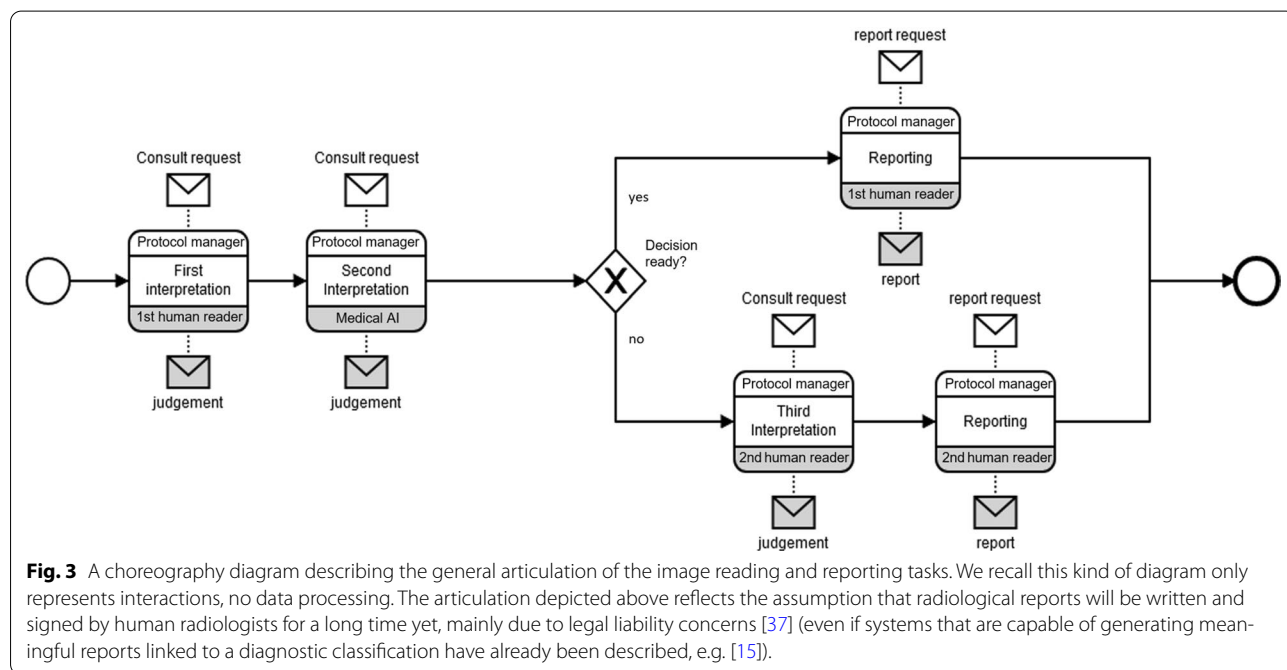 report request
Protocol manager
Reporting
1st human reader
report
Consult request
Protocol manager
First
interpretation
1st human reader
judgement
Consult request
Protocol manager
Second
Interpretation
Medical AI
judgement
yes
Decision
ready?
no
Consult request
Protocol manager
Third
Interpretation
2nd human reader
judgement
report request
Protocol manager
Reporting
2nd human reader
report
Fig. 3 A choreography diagram describing the general articulation of the image reading and reporting tasks. We recall this kind of diagram only
represents interactions, no data processing. The articulation depicted above reflects the assumption that radiological reports will be written and
signed by human radiologists for a long time yet, mainly due to legal liability concerns [37] (even if systems that are capable of generating mean-
ingful reports linked to a diagnostic classification have already been described, e.g. [15]).